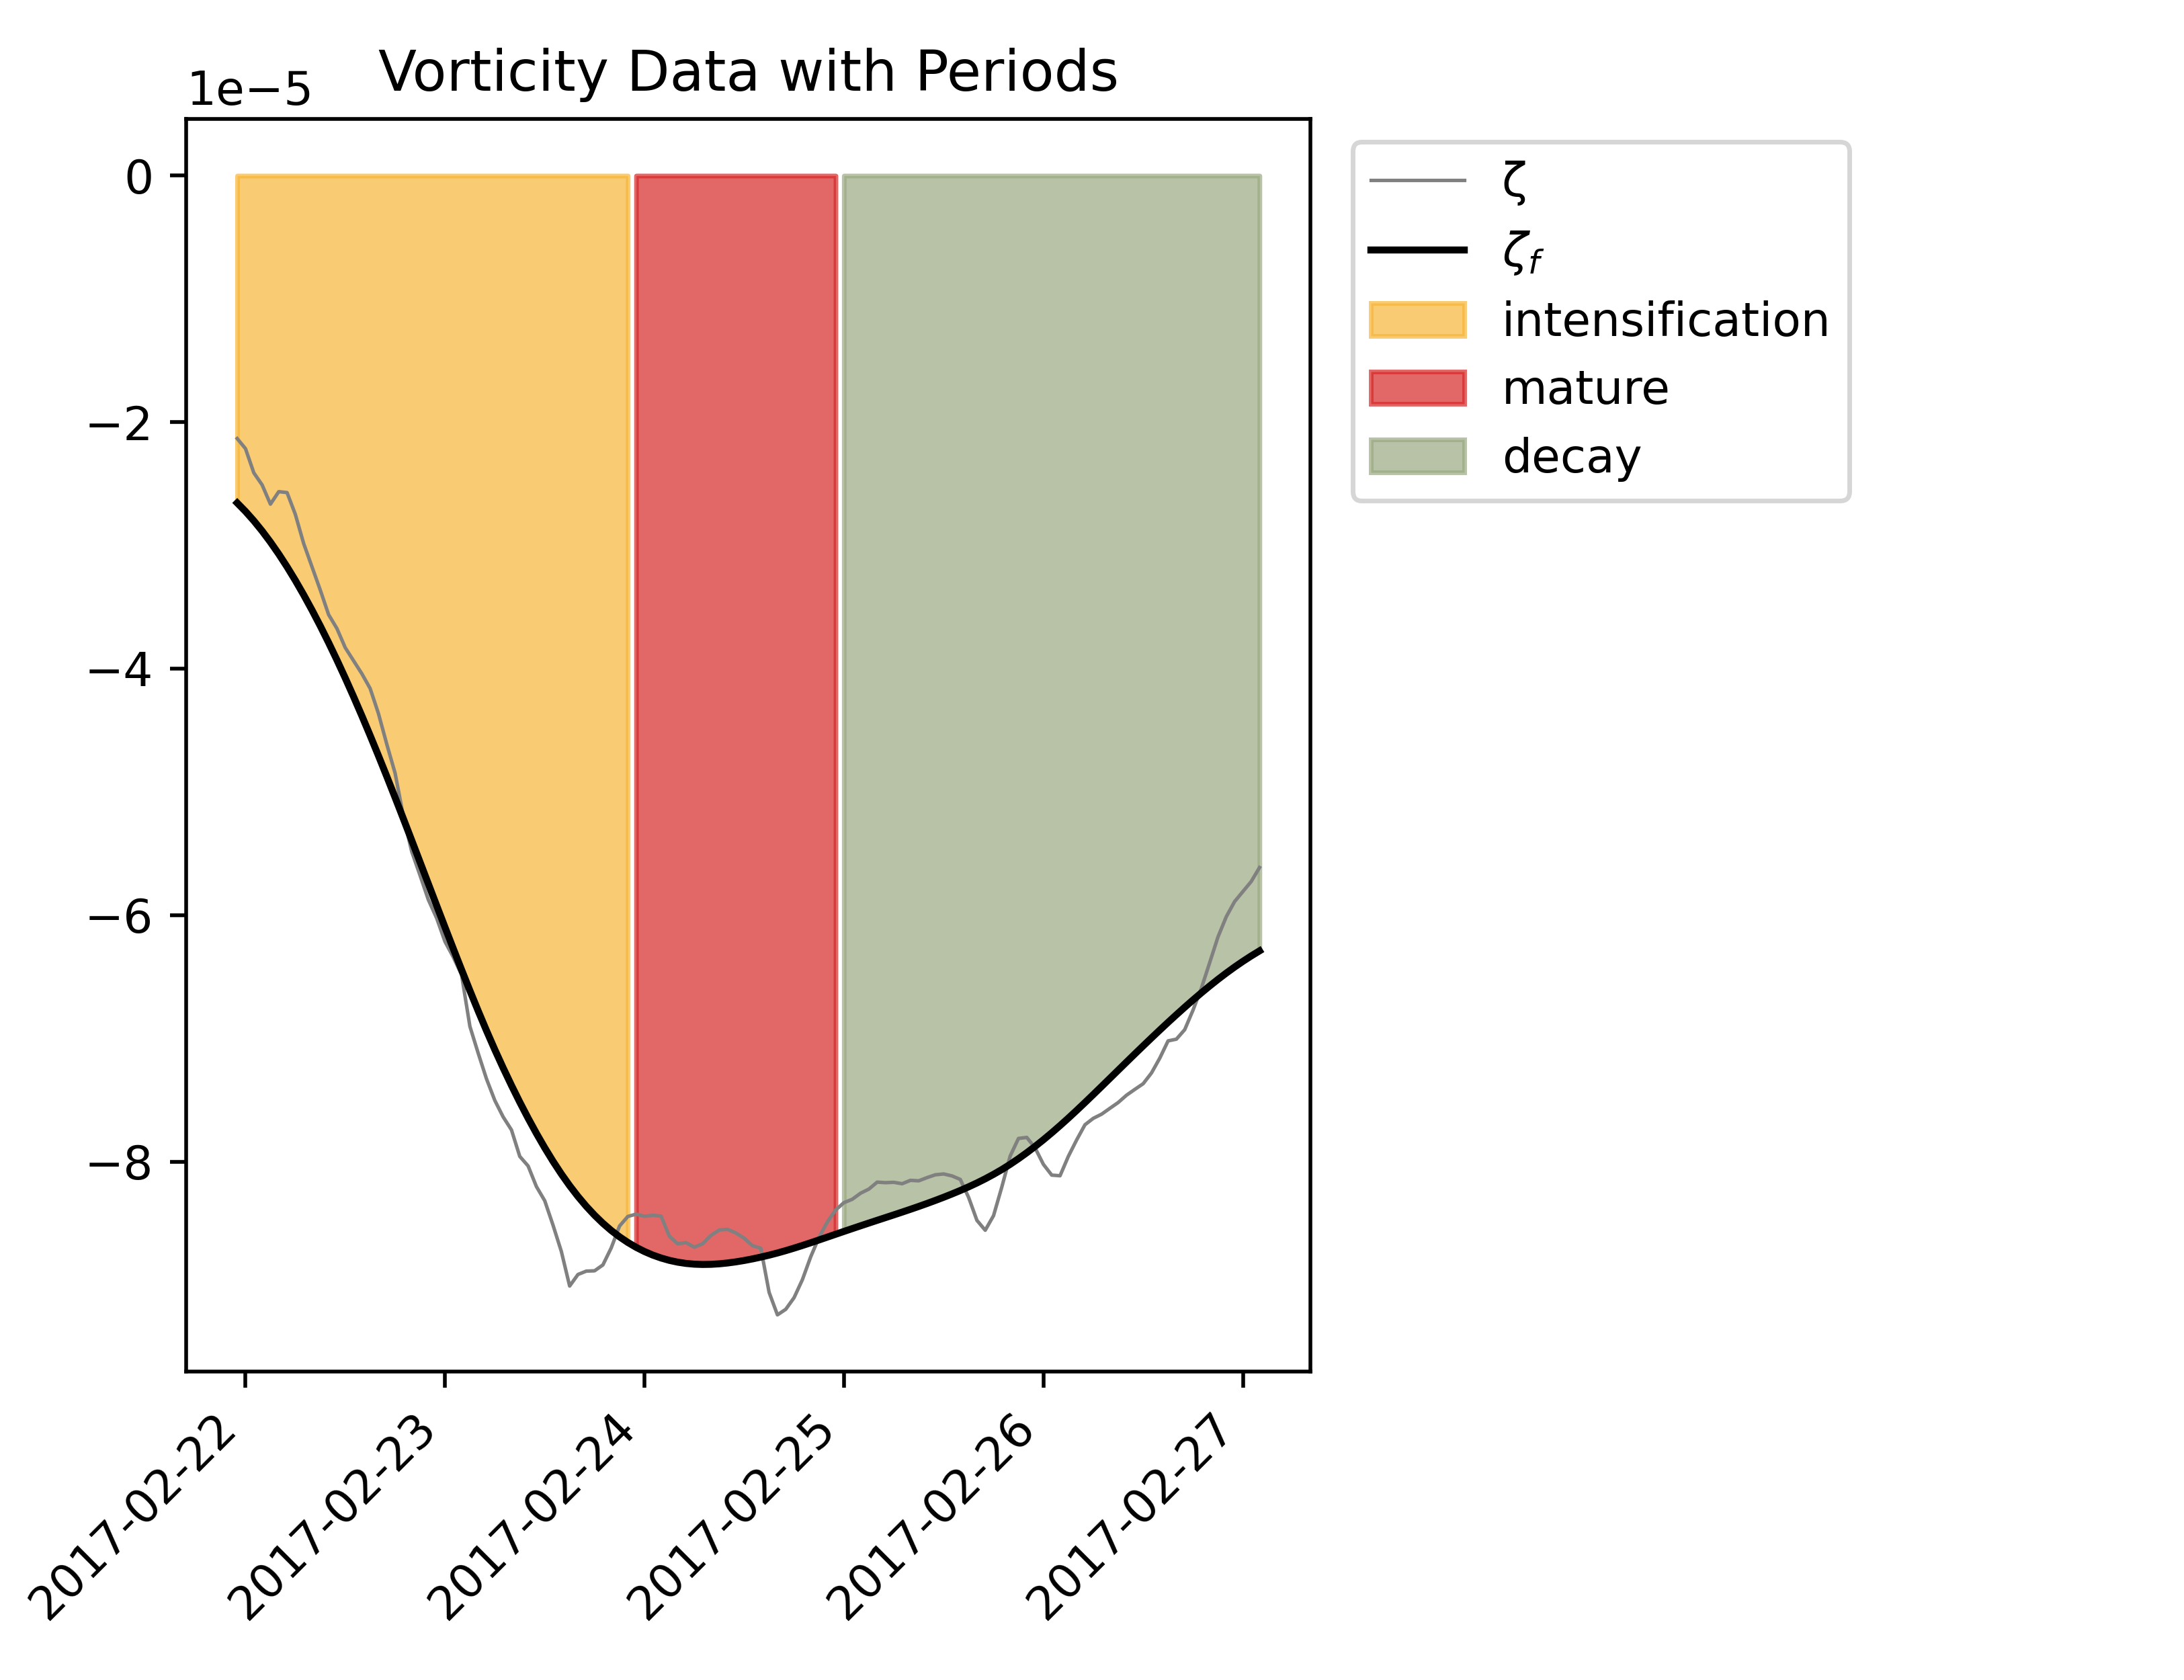 Vorticity Data with Periods
1e−5
0
−2
−4
−6
−8
2017-02-22
2017-02-23
2017-02-24
2017-02-25
2017-02-26
2017-02-27
ζ
ζf
intensification
mature
decay